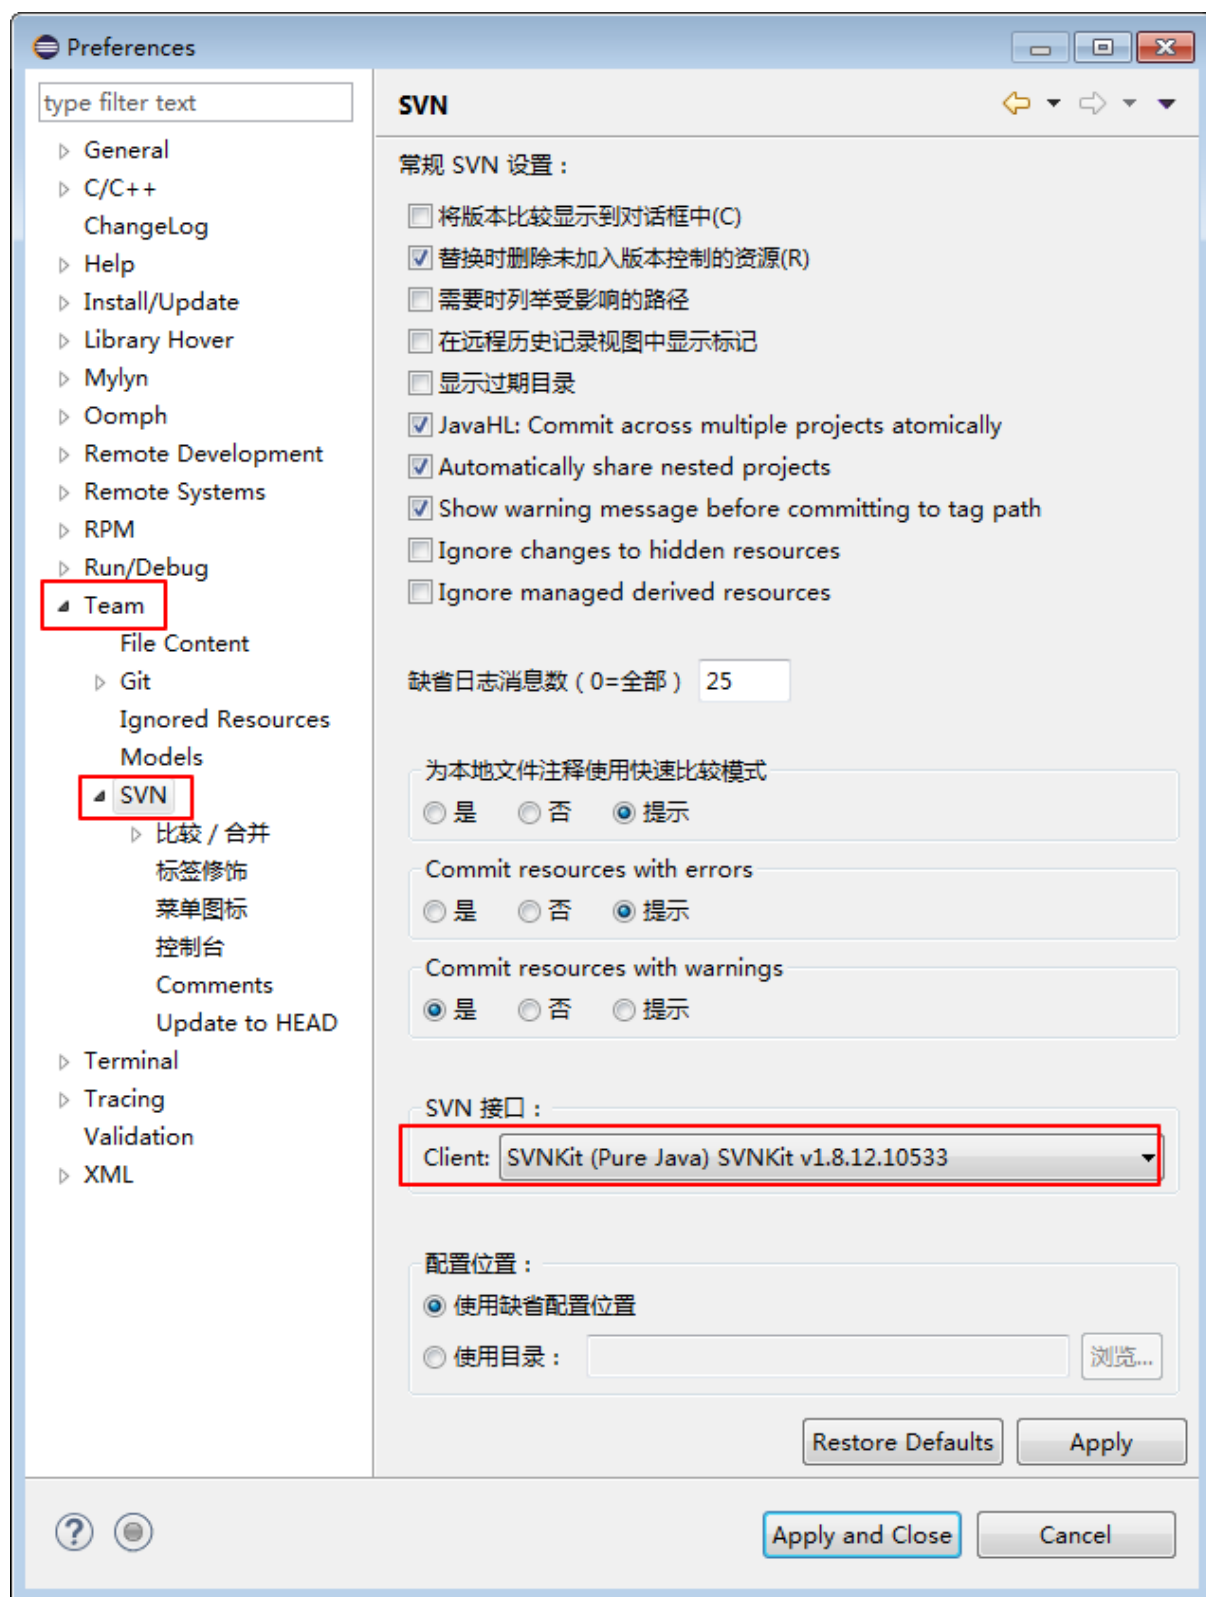 Preferences
type filter text
General
C/C++
ChangeLog
Help
Install/Update
Library Hover
Mylyn
Oomph
Remote Development
Remote Systems
RPM
Run/Debug
Team
File Content
Git
Ignored Resources
Models
SVN
比较 / 合并
标签修饰
菜单图标
控制台
Comments
Update to HEAD
Terminal
Tracing
Validation
XML
SVN
常规 SVN 设置：
将版本比较显示到对话框中(C)
替换时删除未加入版本控制的资源(R)
需要时列举受影响的路径
在远程历史记录视图中显示标记
显示过期目录
JavaHL: Commit across multiple projects atomically
Automatically share nested projects
Show warning message before committing to tag path
Ignore changes to hidden resources
Ignore managed derived resources
缺省日志消息数（0=全部） 25
为本地文件注释使用快速比较模式
是 否 提示
Commit resources with errors
是 否 提示
Commit resources with warnings
是 否 提示
SVN 接口：
Client: SVNKit (Pure Java) SVNKit v1.8.12.10533
配置位置：
使用缺省配置位置
使用目录： 浏览...
Restore Defaults Apply
? Apply and Close Cancel